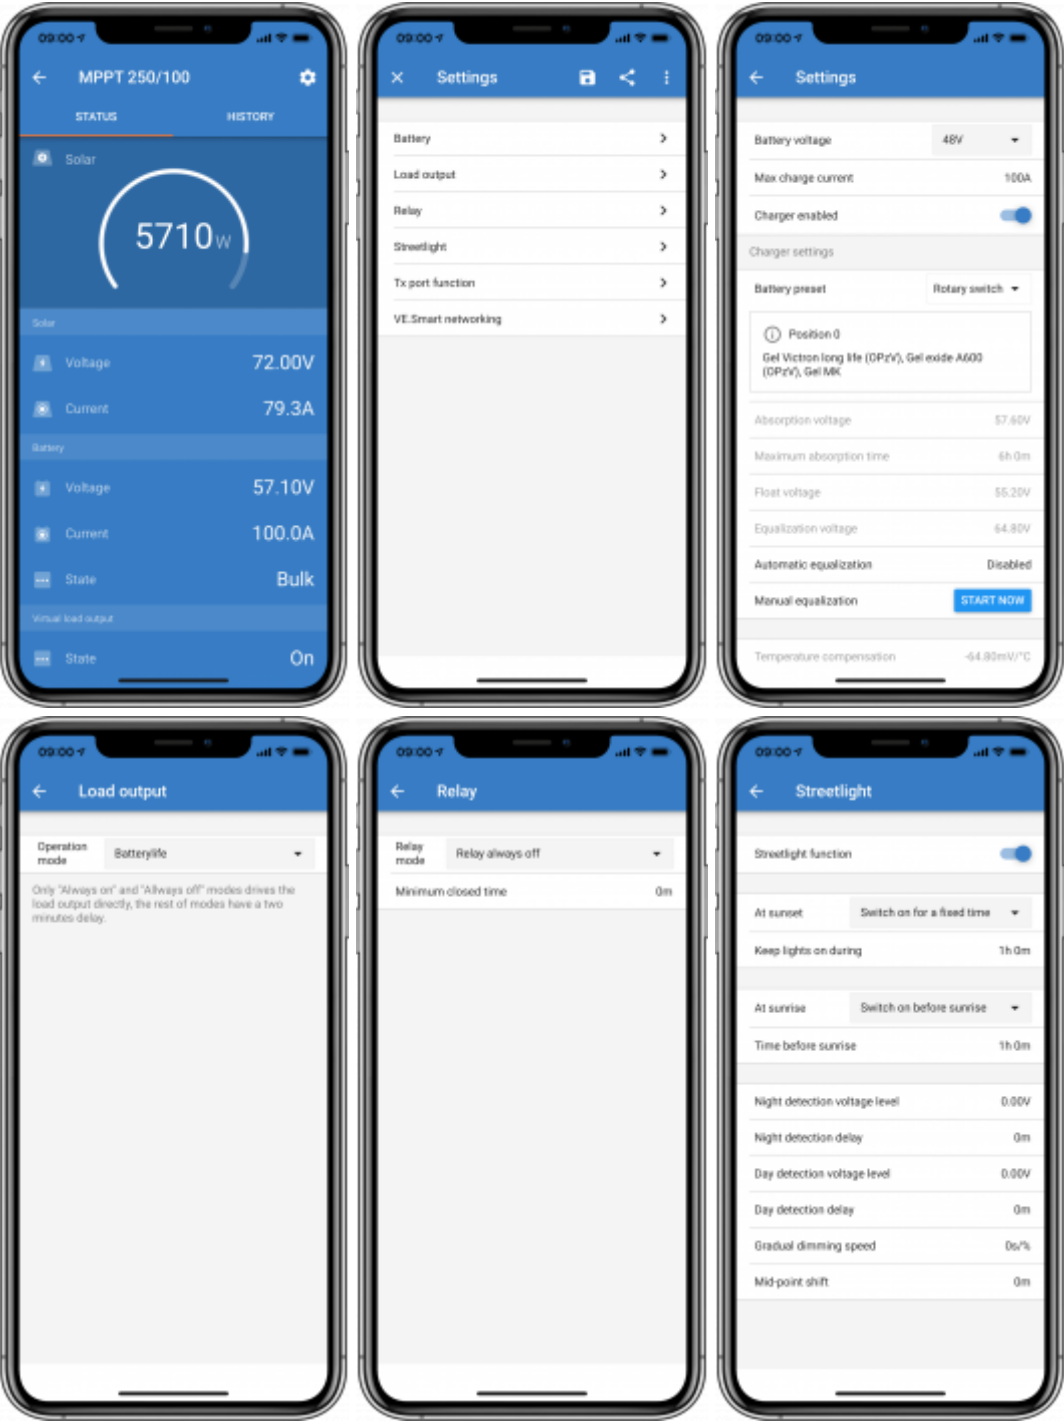 09:00
MPPT 250/100
STATUS HISTORY
Solar
5710W
Solar
Voltage 72.00V
Current 79.3A
Battery
Voltage 57.10V
Current 100.0A
State Bulk
Virtual load output
State On
09:00
Settings
Battery
Load output
Relay
Streetlight
Tx port function
VE.Smart networking
09:00
Settings
Battery voltage 48V
Max charge current 100A
Charger enabled
Charger settings
Battery preset Rotary switch
Position 0
Gel Victron long life (OPzV), Gel exide A600
(OPzV), Gel MK
Absorption voltage 57.60V
Maximum absorption time 6h 0m
Float voltage 55.20V
Equalization voltage 64.80V
Automatic equalization Disabled
Manual equalization START NOW
Temperature compensation -64.80mV/°C
09:00
Load output
Operation
mode Batterylife
Only "Always on" and "Allways off" modes drives the
load output directly, the rest of modes have a two
minutes delay.
09:00
Relay
Relay
mode Relay always off
Minimum closed time 0m
09:00
Streetlight
Streetlight function
At sunset Switch on for a fixed time
Keep lights on during 1h 0m
At sunrise Switch on before sunrise
Time before sunrise 1h 0m
Night detection voltage level 0.00V
Night detection delay 0m
Day detection voltage level 0.00V
Day detection delay 0m
Gradual dimming speed 0s/%
Mid-point shift 0m